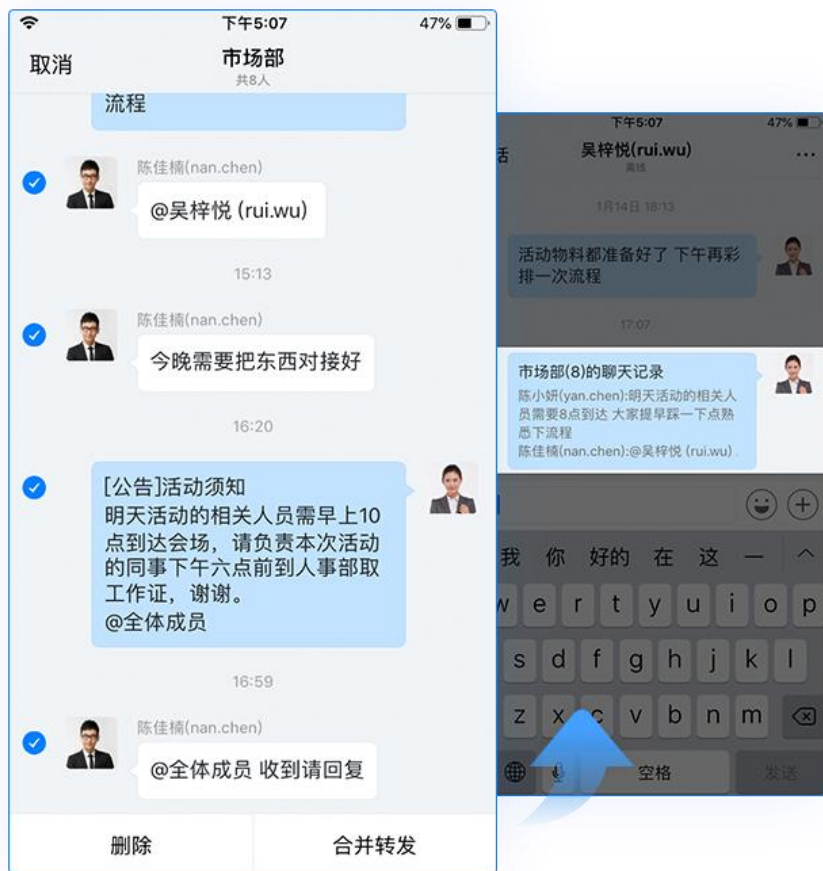 下午5:07
47%
取消
市场部
共8人
流程
陈佳楠(nan.chen)
@吴梓悦 (rui.wu)
15:13
陈佳楠(nan.chen)
今晚需要把东西对接好
16:20
[公告]活动须知
明天活动的相关人员需早上10
点到达会场，请负责本次活动
的同事下午六点前到人事部取
工作证，谢谢。
@全体成员
16:59
陈佳楠(nan.chen)
@全体成员 收到请回复
删除
合并转发
下午5:07
47%
话
吴梓悦(rui.wu)
离线
1月14日 18:13
活动物料都准备好了 下午再彩
排一次流程
17:07
市场部(8)的聊天记录
陈小妍(yan.chen):明天活动的相关人
员需要8点到达 大家提早踩一下点熟
悉下流程
陈佳楠(nan.chen):@吴梓悦 (rui.wu) .
我 你 好的 在 这 一
w e r t y u i o p
s d f g h j k l
z x c v b n m
空格
发送